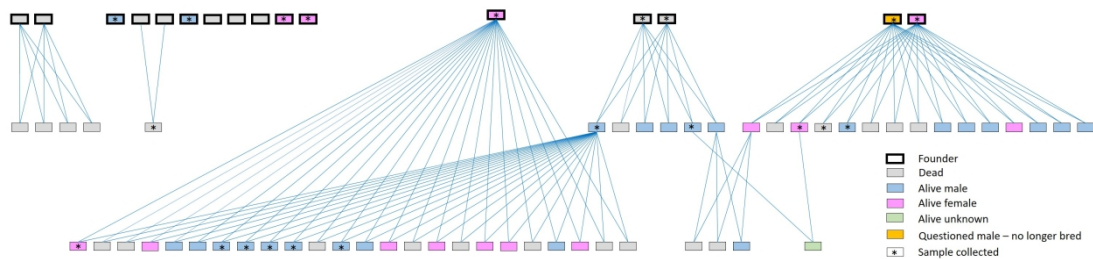 Founder
Dead
Alive male
Alive female
Alive unknown
Questioned male – no longer bred
* Sample collected